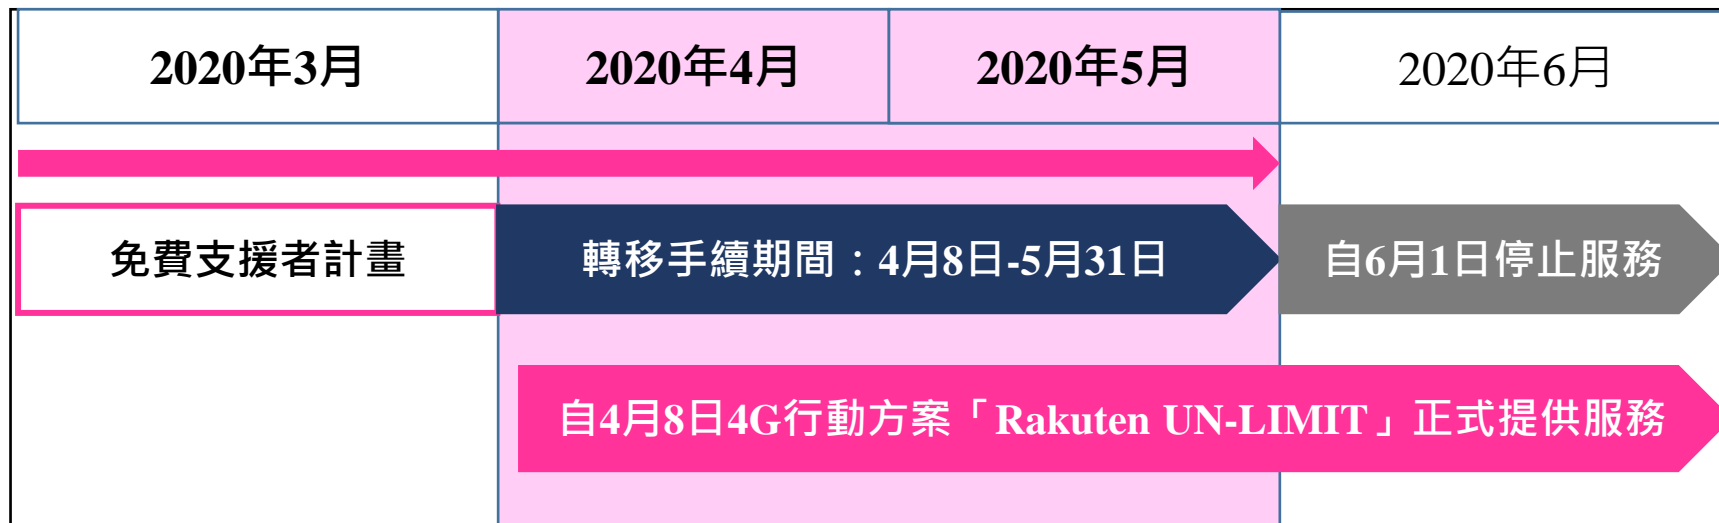 2020年3月
2020年4月
2020年5月
2020年6月
免費支援者計畫
轉移手續期間：4月8日-5月31日
自6月1日停止服務
自4月8日4G行動方案「Rakuten UN-LIMIT」正式提供服務